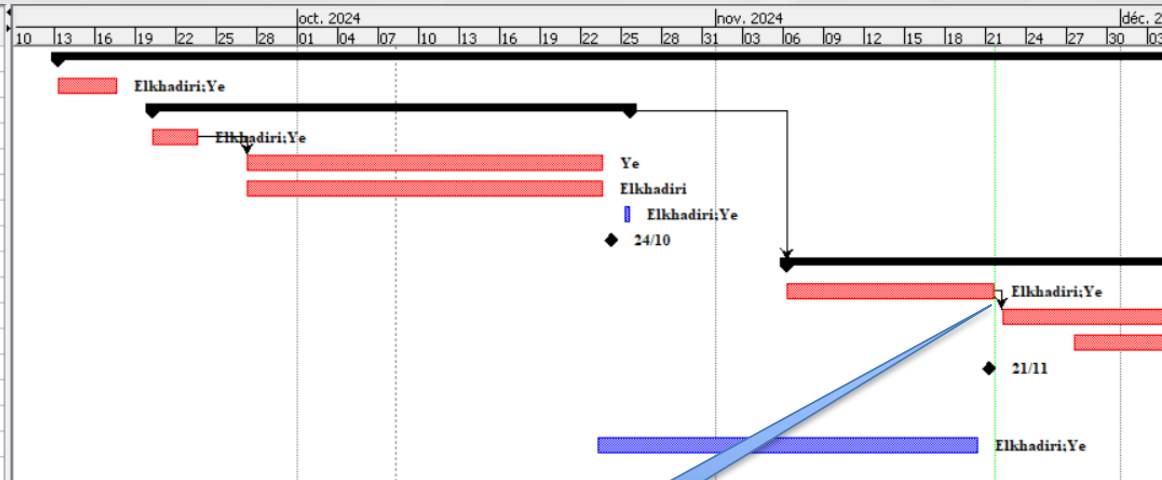 oct. 2024 nov. 2024 déc. 2
10 13 16 19 22 25 28 01 04 07 10 13 16 19 22 25 28 31 03 06 09 12 15 18 21 24 27 30 03
Elkhadiri;Ye
Elkhadiri;Ye
Ye
Elkhadiri
Elkhadiri;Ye
24/10
Elkhadiri;Ye
21/11
Elkhadiri;Ye